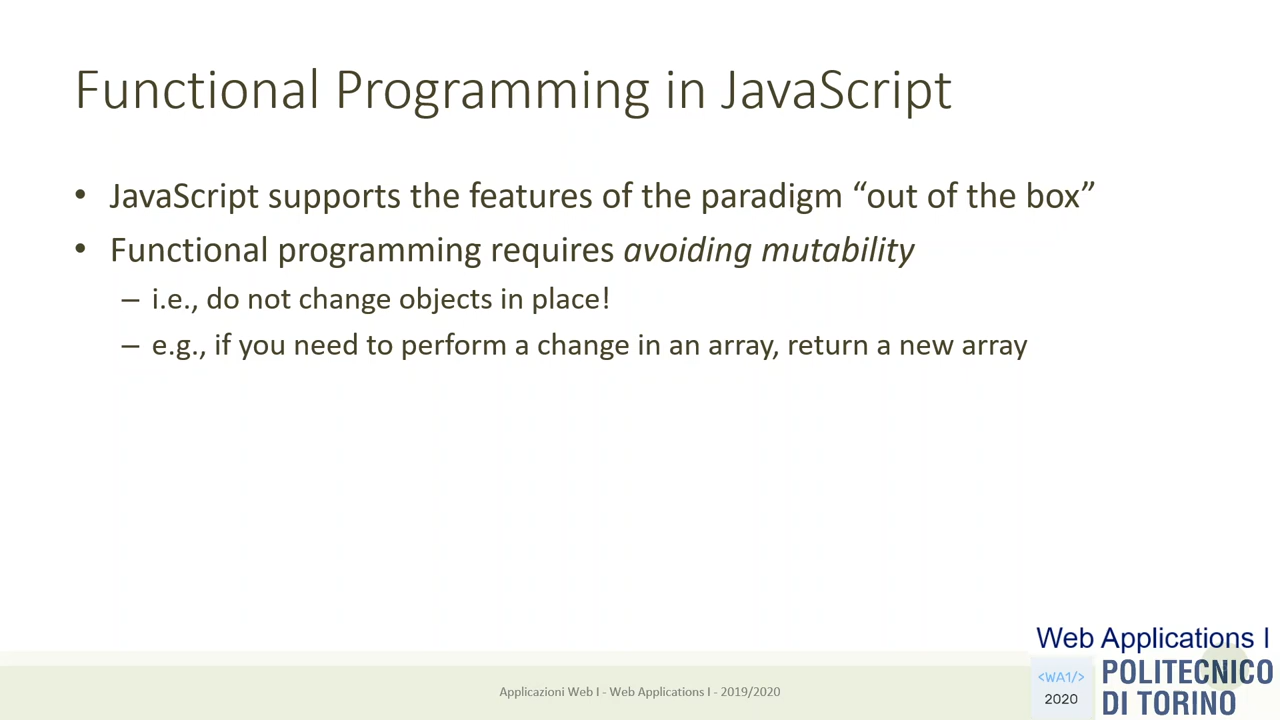 Functional Programming in JavaScript
• JavaScript supports the features of the paradigm “out of the box”
• Functional programming requires avoiding mutability
– i.e., do not change objects in place!
– e.g., if you need to perform a change in an array, return a new array
Applicazioni Web I - Web Applications I - 2019/2020
Web Applications I
<WA1/>
2020
POLITECNICO
DI TORINO